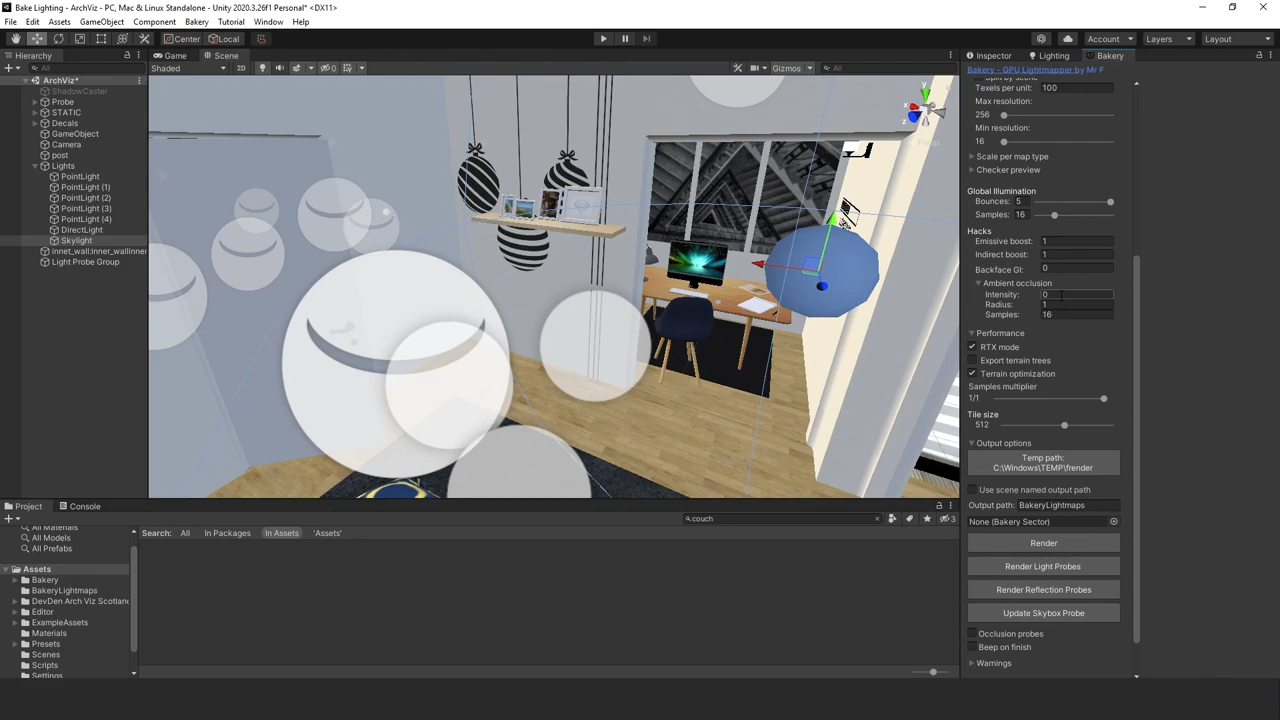 Bake Lighting - ArchViz - PC, Mac & Linux Standalone - Unity 2020.3.26f1 Personal* <DX11>
File Edit Assets GameObject Component Bakery Tutorial Window Help
Center Local Account Layers Layout
Hierarchy Game Scene Inspector Lighting Bakery
All Shaded 2D 0 Gizmos All
Bakery - GPU Lightmapper by Mr F
ArchViz*
ShadowCaster
Probe
STATIC
Decals
GameObject
Camera
post
Lights
PointLight
PointLight (1)
PointLight (2)
PointLight (3)
PointLight (4)
DirectLight
Skylight
innet_wall:inner_wallinner
Light Probe Group
y
x
z
Persp
Split by scene
Texels per unit: 100
Max resolution:
256
Min resolution:
16
Scale per map type
Checker preview
Global Illumination
Bounces: 5
Samples: 16
Hacks
Emissive boost: 1
Indirect boost: 1
Backface GI: 0
Ambient occlusion
Intensity: 0
Radius: 1
Samples: 16
Performance
RTX mode
Export terrain trees
Terrain optimization
Samples multiplier
1/1
Tile size
512
Output options
Temp path:
C:\Windows\TEMP\frender
Use scene named output path
Output path: BakeryLightmaps
None (Bakery Sector)
Render
Render Light Probes
Render Reflection Probes
Update Skybox Probe
Occlusion probes
Beep on finish
Warnings
Project Console
couch 3
All Materials
All Models
All Prefabs
Assets
Bakery
BakeryLightmaps
DevDen Arch Viz Scotland
Editor
ExampleAssets
Materials
Presets
Scenes
Scripts
Settings
Search: All In Packages In Assets 'Assets'